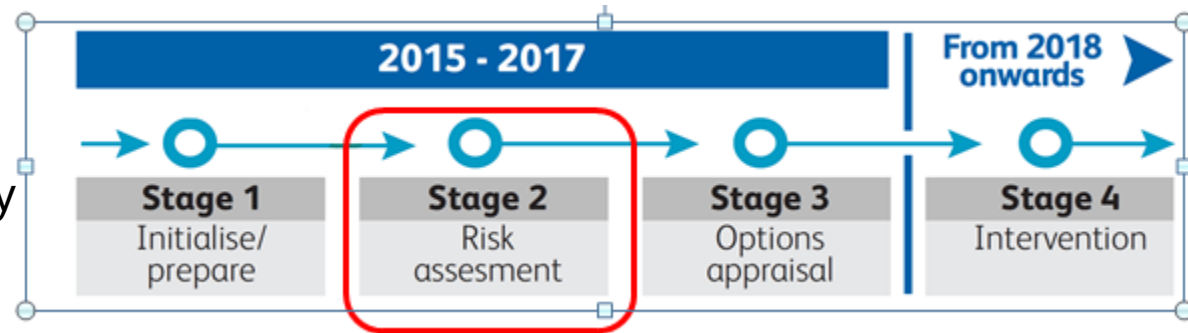 2015 - 2017
From 2018
onwards
y
Stage 1
Initialise/
prepare
Stage 2
Risk
assesment
Stage 3
Options
appraisal
Stage 4
Intervention